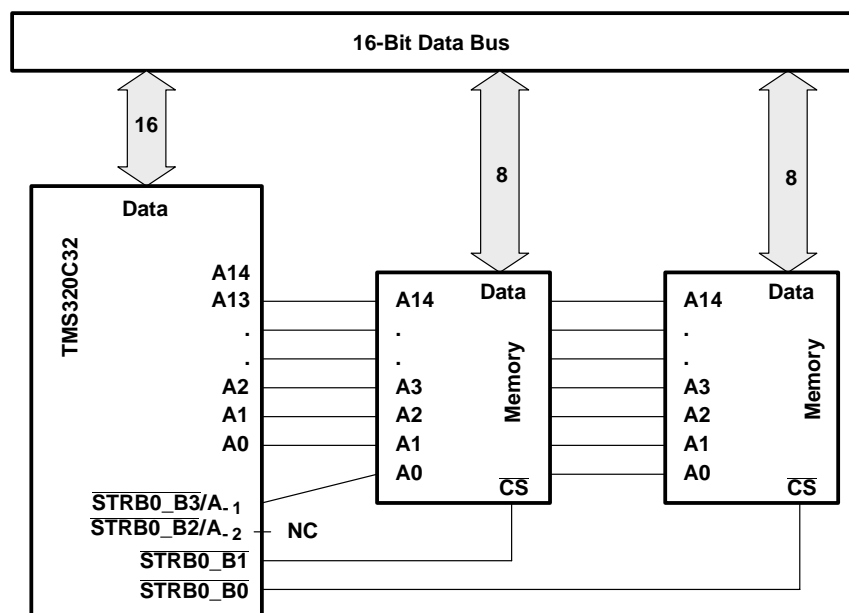 16-Bit Data Bus
16
8
8
Data
TMS320C32
A14
A13
.
.
A2
A1
A0
STRB0_B3/A-1
STRB0_B2/A-2
STRB0_B1
STRB0_B0
NC
Data
Memory
A14
.
.
A3
A2
A1
A0
CS
Data
Memory
A14
.
.
A3
A2
A1
A0
CS